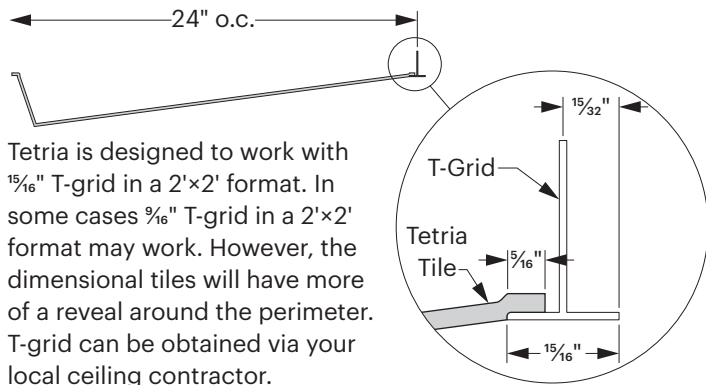 24" o.c.
Tetria is designed to work with
¹⁵⁄₁₆" T-grid in a 2'×2' format. In
some cases ⁹⁄₁₆" T-grid in a 2'×2'
format may work. However, the
dimensional tiles will have more
of a reveal around the perimeter.
T-grid can be obtained via your
local ceiling contractor.
¹⁵⁄₃₂"
T-Grid
Tetria
Tile
⁵⁄₁₆"
¹⁵⁄₁₆"